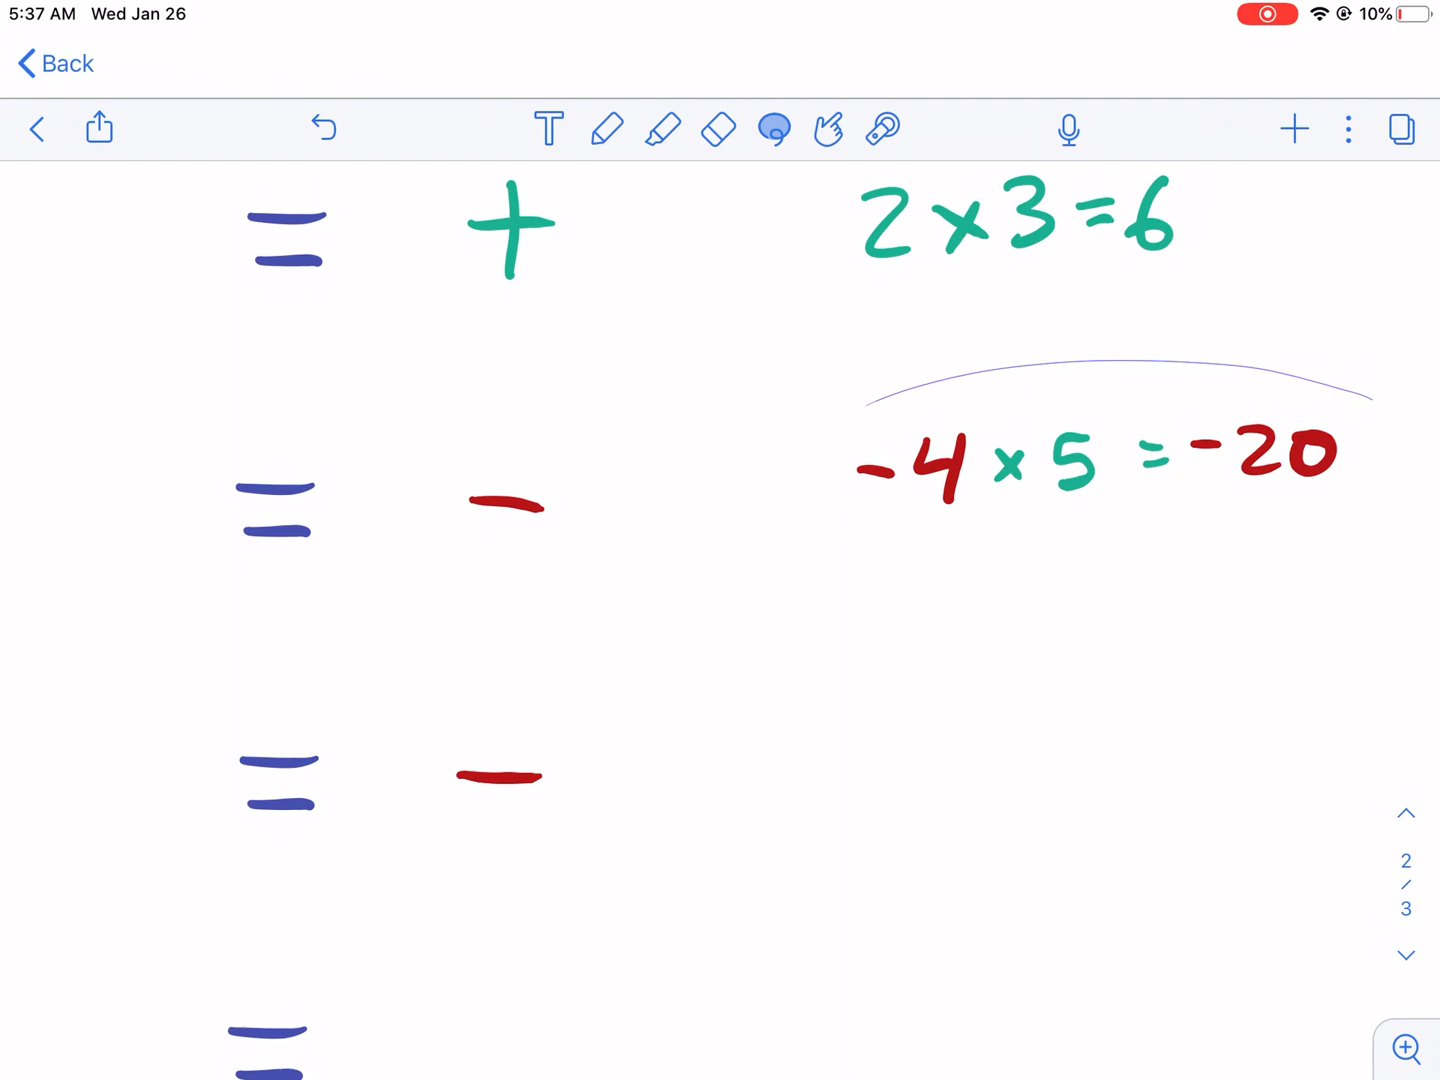 5:37 AM Wed Jan 26 10%
Back
= + 2 × 3 = 6
= − -4 × 5 = -20
= −
2
/
3
=